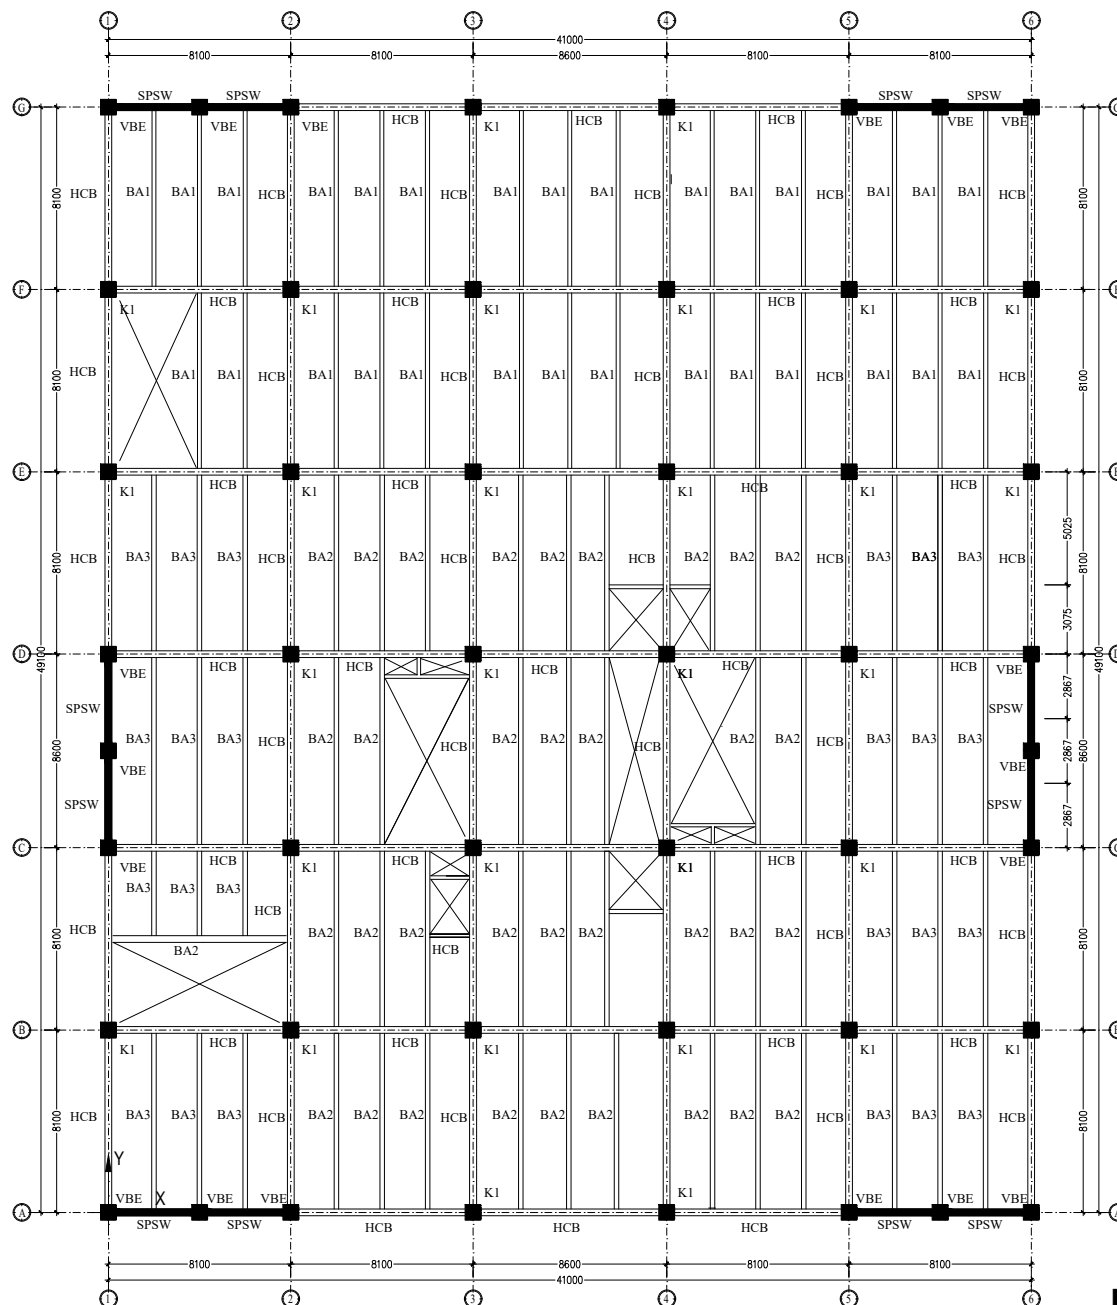 1 2 3 4 5 6
41000
8100 8100 8600 8100 8100
SPSW SPSW SPSW SPSW
G
VBE VBE VBE HCB K1 HCB K1 HCB VBE VBE VBE
HCB BA1 BA1 BA1 HCB BA1 BA1 BA1 HCB BA1 BA1 BA1 HCB BA1 BA1 BA1 HCB BA1 BA1 BA1 HCB
8100 8100
F
HCB HCB HCB HCB
K1 K1 K1 K1 K1 K1
HCB BA1 BA1 HCB BA1 BA1 BA1 HCB BA1 BA1 BA1 HCB BA1 BA1 BA1 HCB BA1 BA1 BA1 HCB
8100 8100
E
K1 HCB K1 HCB K1 K1 HCB K1 HCB K1
5025
HCB BA3 BA3 BA3 HCB BA2 BA2 BA2 HCB BA2 BA2 BA2 HCB BA2 BA2 BA2 HCB BA3 BA3 BA3 HCB
8100 8100
3075
49100 49100
D
VBE HCB K1 HCB K1 HCB K1 HCB K1 HCB VBE
2867
SPSW SPSW
BA3 BA3 BA3 HCB BA2 BA2 HCB BA2 BA2 BA2 HCB BA2 BA2 HCB BA3 BA3 BA3
8600 2867 8600
VBE VBE
SPSW SPSW
2867
C
VBE HCB K1 HCB K1 K1 HCB K1 HCB VBE
BA3 BA3 BA3
HCB
HCB BA2 BA2 BA2 BA2 BA2 BA2 BA2 BA2 BA2 HCB BA3 BA3 BA3 HCB
8100 8100
BA2 HCB
B
K1 HCB K1 HCB K1 K1 HCB K1 HCB K1
HCB BA3 BA3 BA3 HCB BA2 BA2 BA2 HCB BA2 BA2 BA2 BA2 BA2 BA2 HCB BA3 BA3 BA3 HCB
8100 8100
Y
X
VBE VBE VBE K1 K1 VBE VBE VBE
A
SPSW SPSW HCB HCB HCB SPSW SPSW
8100 8100 8600 8100 8100
41000
1 2 3 4 5 6